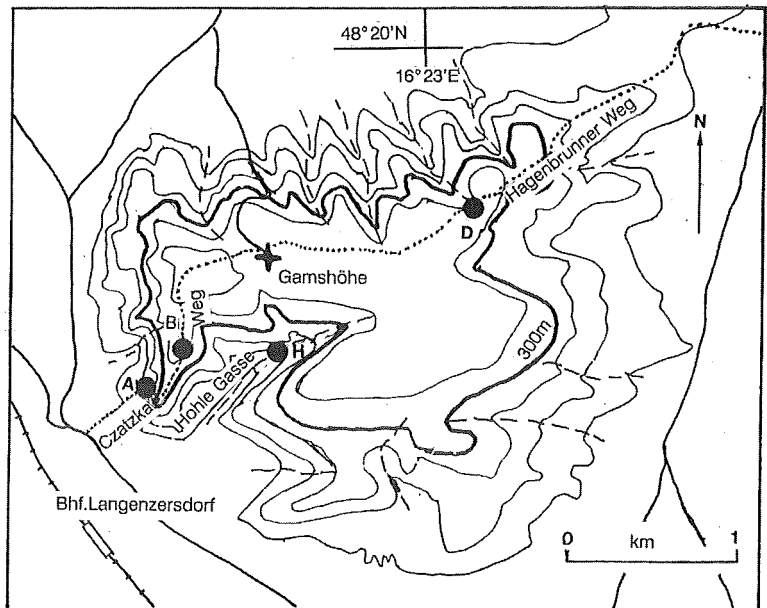 48° 20′N
16° 23′E
N
Hagenbrunner Weg
D
Gamshöhe
B
Weg
300m
H
A
Czatzka
Hohle Gasse
Bhf.Langenzersdorf
0 km 1